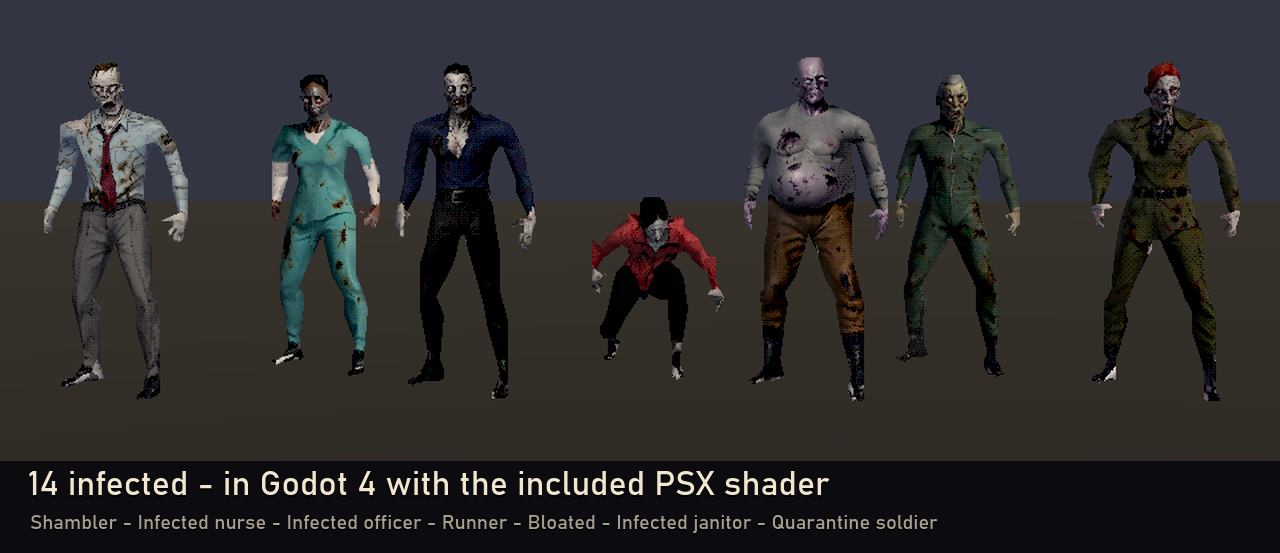 14 infected - in Godot 4 with the included PSX shader
Shambler - Infected nurse - Infected officer - Runner - Bloated - Infected janitor - Quarantine soldier